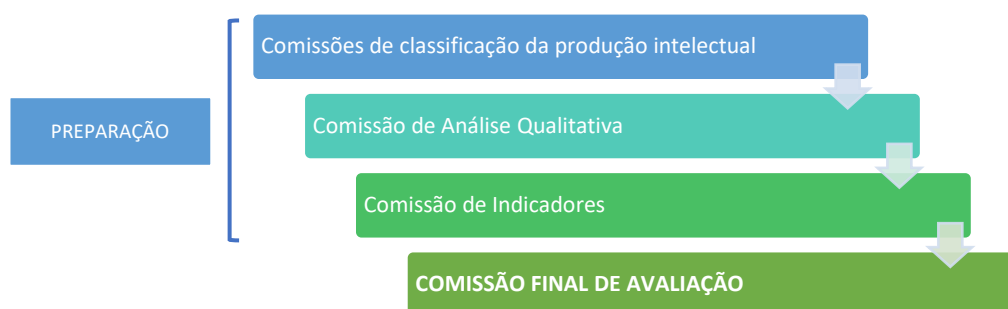 Comissões de classificação da produção intelectual
PREPARAÇÃO
Comissão de Análise Qualitativa
Comissão de Indicadores
COMISSÃO FINAL DE AVALIAÇÃO